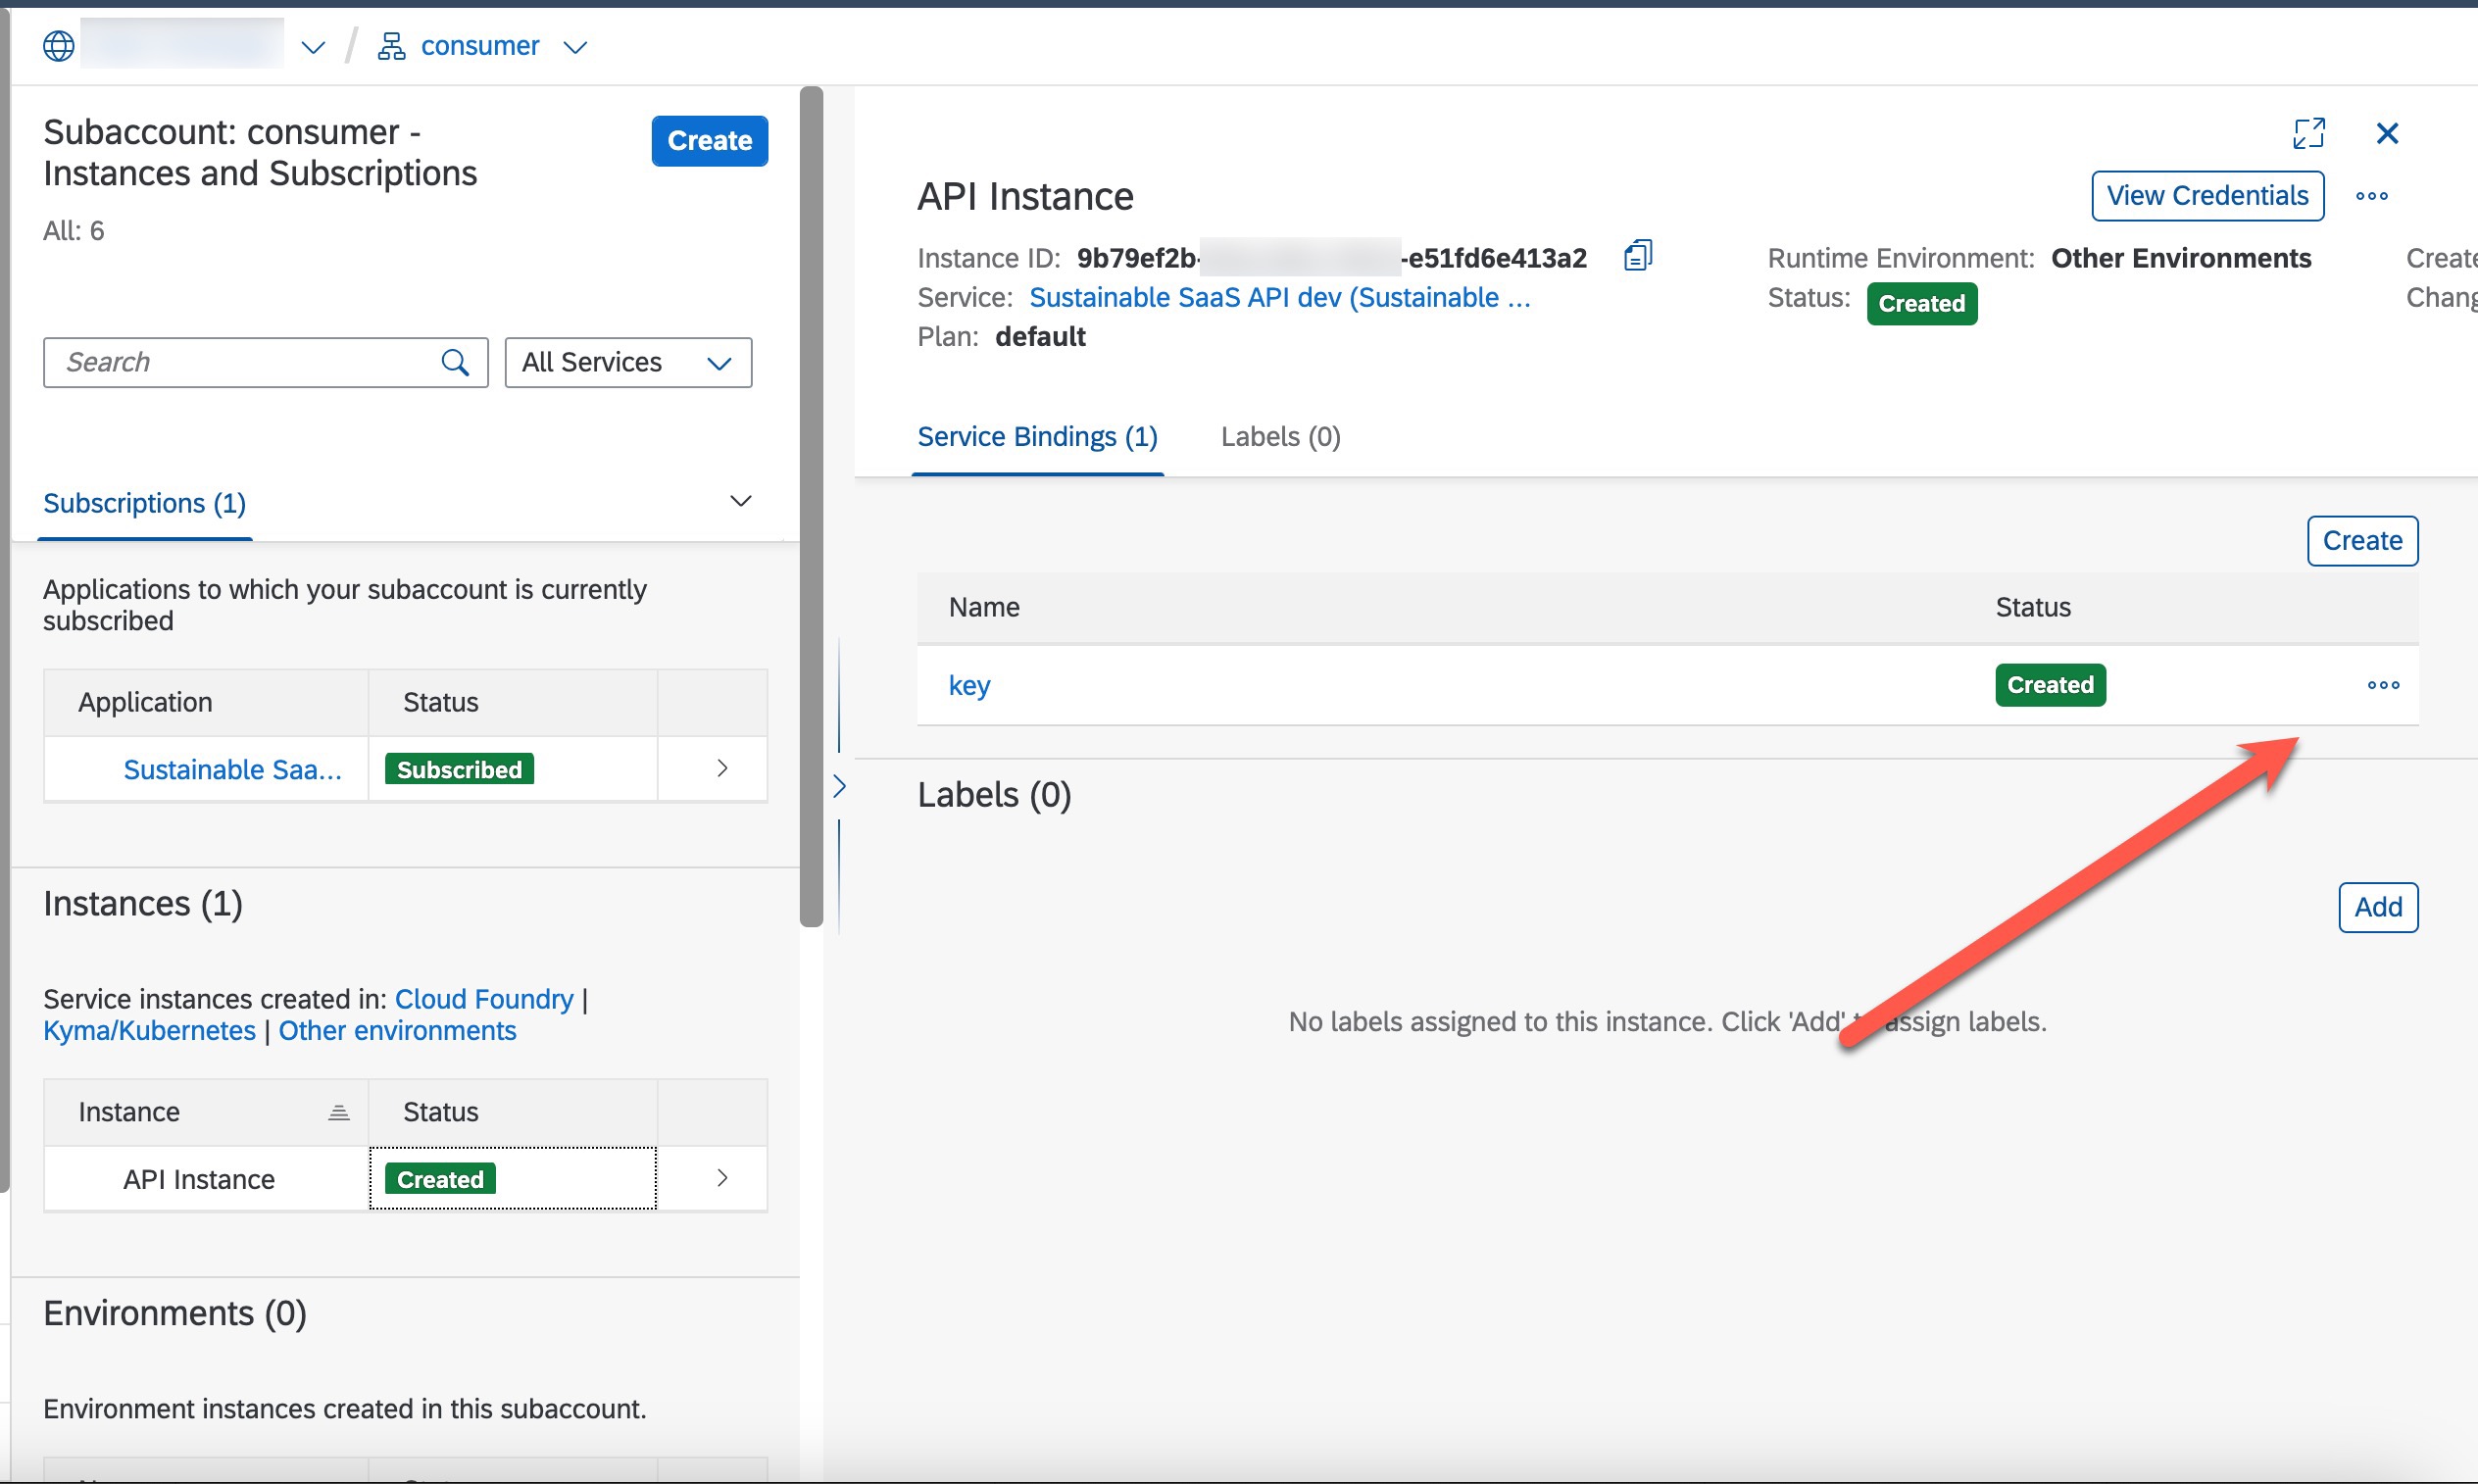 consumer
Subaccount: consumer -
Instances and Subscriptions
Create
All: 6
Search
All Services
Subscriptions (1)
Applications to which your subaccount is currently
subscribed
Application Status
Sustainable Saa... Subscribed
Instances (1)
Service instances created in: Cloud Foundry |
Kyma/Kubernetes | Other environments
Instance Status
API Instance Created
Environments (0)
Environment instances created in this subaccount.
API Instance
View Credentials
Instance ID: 9b79ef2b- -e51fd6e413a2
Service: Sustainable SaaS API dev (Sustainable ...
Plan: default
Runtime Environment: Other Environments
Status: Created
Service Bindings (1) Labels (0)
Create
Name Status
key Created
Labels (0)
Add
No labels assigned to this instance. Click 'Add' assign labels.